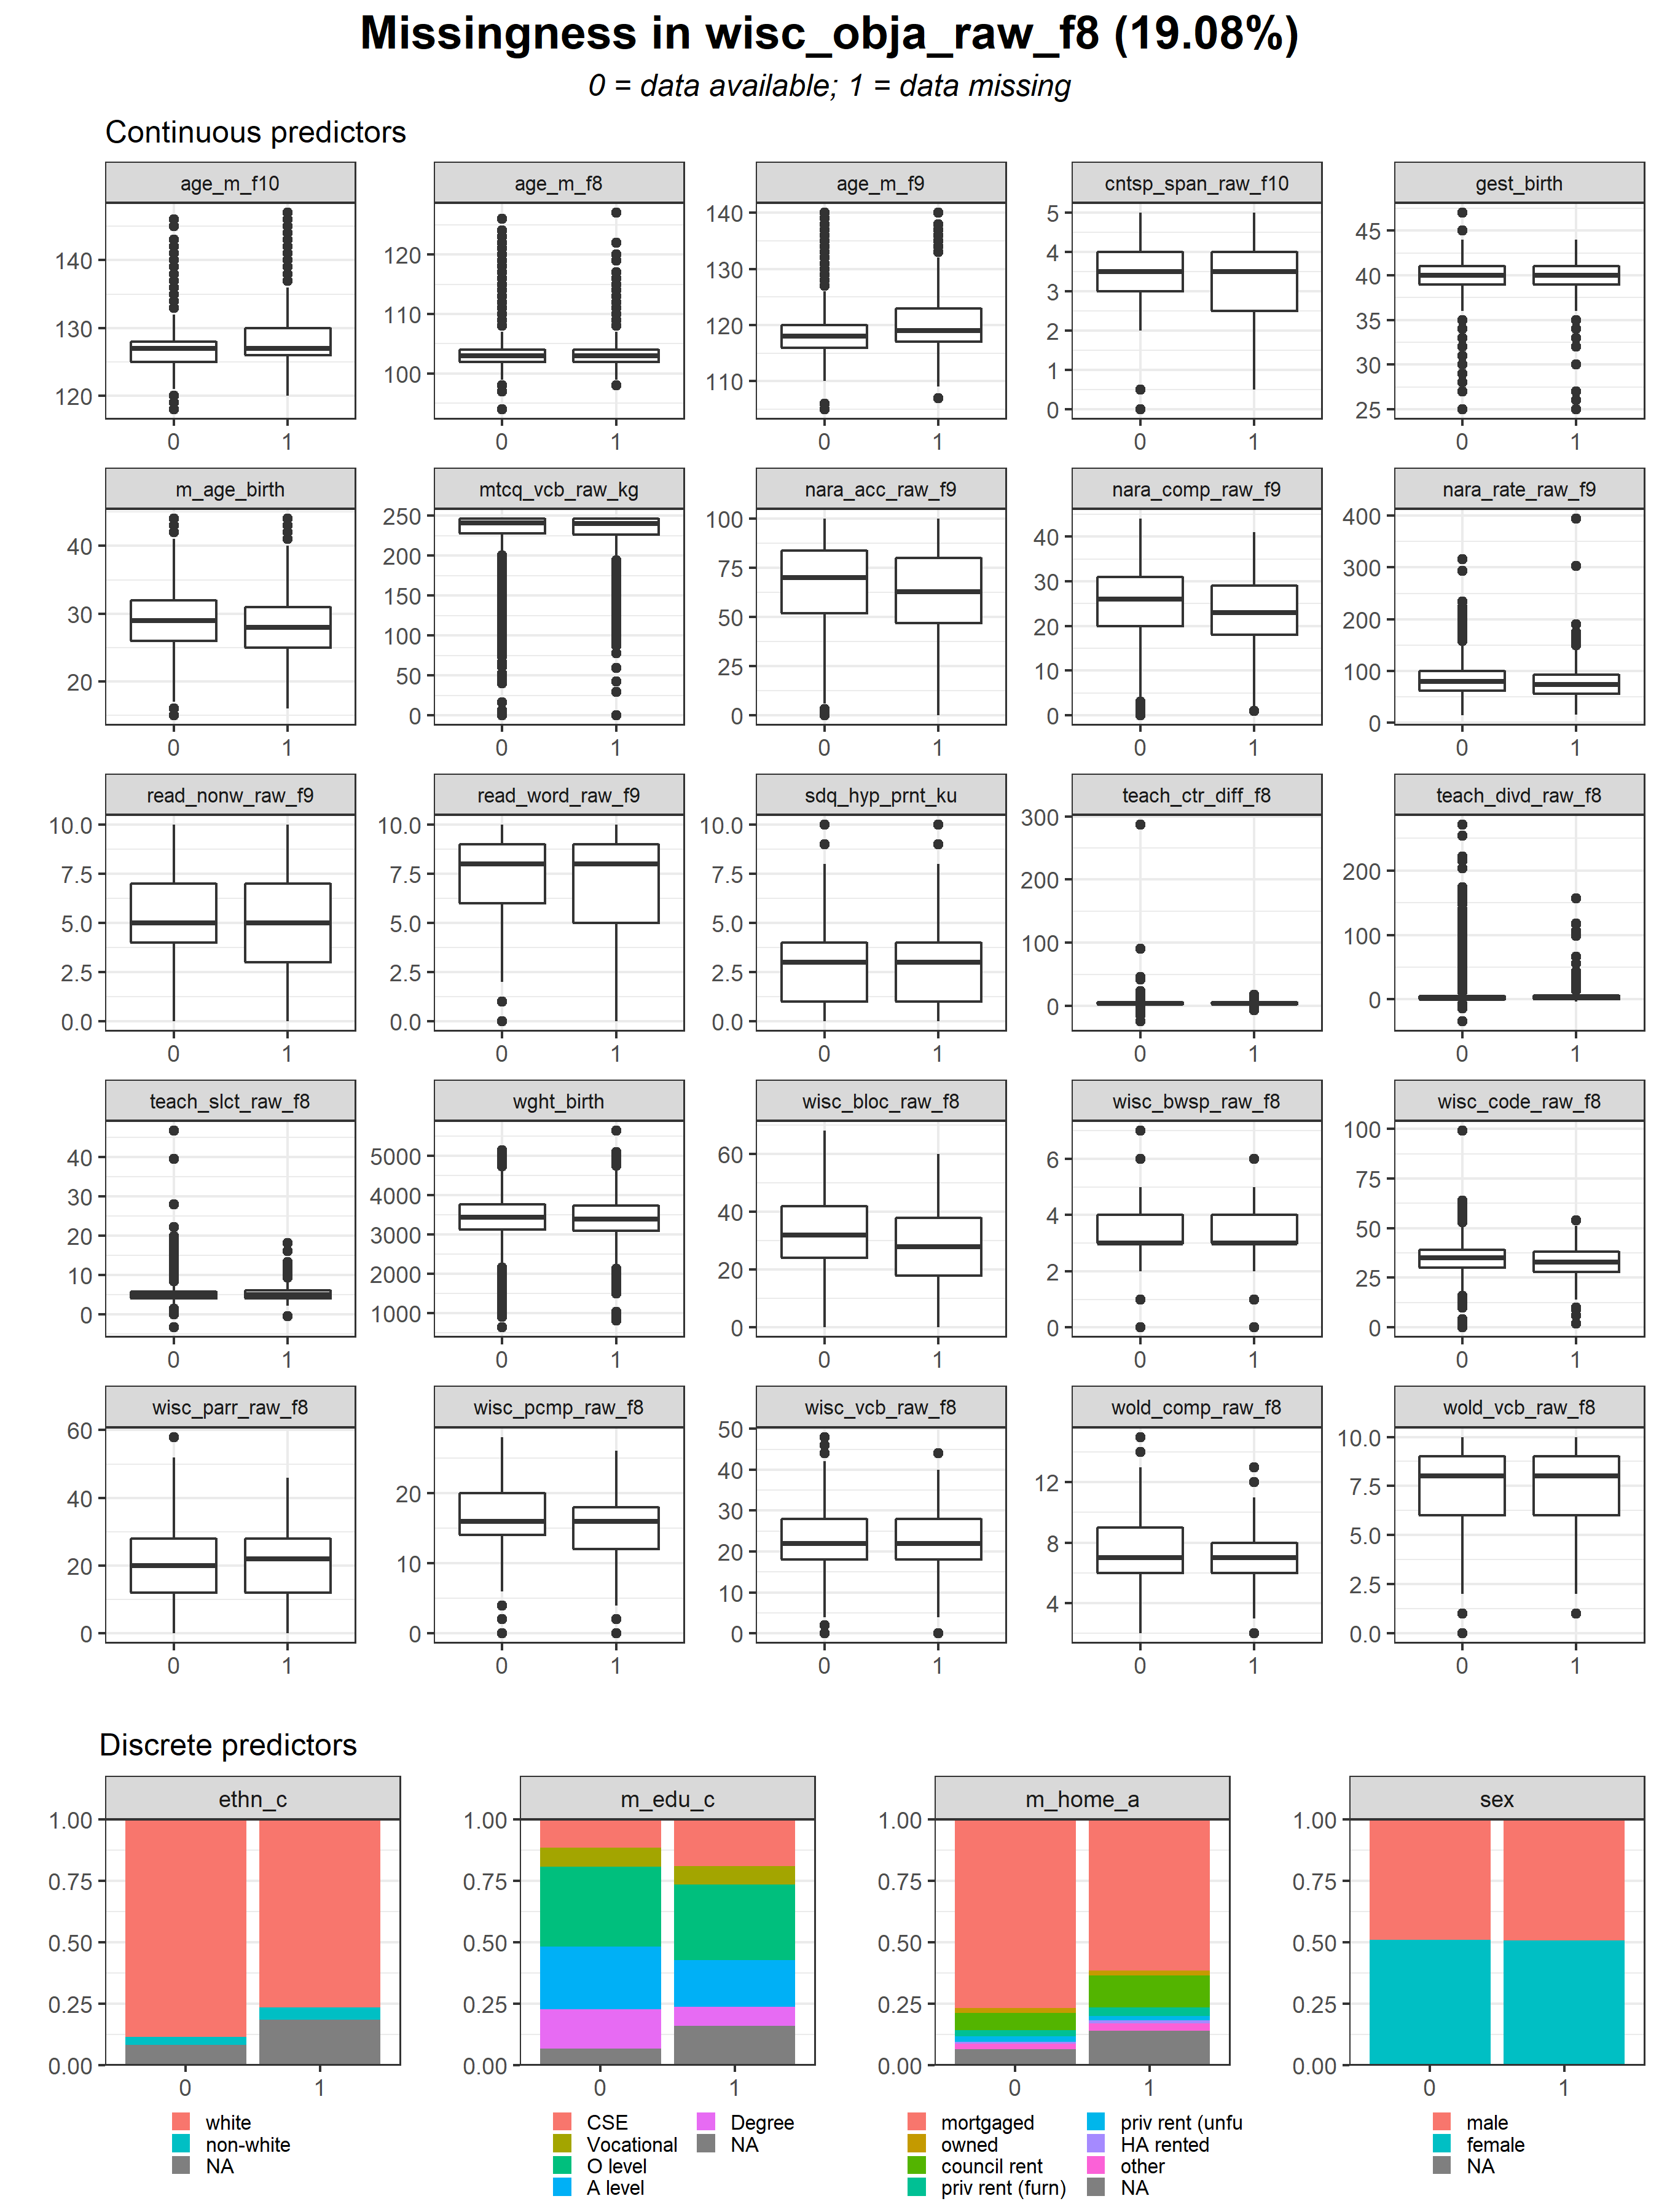 Missingness in wisc_obja_raw_f8 (19.08%)
0 = data available; 1 = data missing
Continuous predictors
age_m_f10 age_m_f8 age_m_f9 cntsp_span_raw_f10 gest_birth
140 130 120 0 1
120 110 100 0 1
140 130 120 110 0 1
5 4 3 2 1 0 0 1
45 40 35 30 25 0 1
m_age_birth mtcq_vcb_raw_kg nara_acc_raw_f9 nara_comp_raw_f9 nara_rate_raw_f9
40 30 20 0 1
250 200 150 100 50 0 0 1
100 75 50 25 0 0 1
40 30 20 10 0 0 1
400 300 200 100 0 0 1
read_nonw_raw_f9 read_word_raw_f9 sdq_hyp_prnt_ku teach_ctr_diff_f8 teach_divd_raw_f8
10.0 7.5 5.0 2.5 0.0 0 1
10.0 7.5 5.0 2.5 0.0 0 1
10.0 7.5 5.0 2.5 0.0 0 1
300 200 100 0 0 1
200 100 0 0 1
teach_slct_raw_f8 wght_birth wisc_bloc_raw_f8 wisc_bwsp_raw_f8 wisc_code_raw_f8
40 30 20 10 0 0 1
5000 4000 3000 2000 1000 0 1
60 40 20 0 0 1
6 4 2 0 0 1
100 75 50 25 0 0 1
wisc_parr_raw_f8 wisc_pcmp_raw_f8 wisc_vcb_raw_f8 wold_comp_raw_f8 wold_vcb_raw_f8
60 40 20 0 0 1
20 10 0 0 1
50 40 30 20 10 0 0 1
12 8 4 0 1
10.0 7.5 5.0 2.5 0.0 0 1
Discrete predictors
ethn_c m_edu_c m_home_a sex
1.00 0.75 0.50 0.25 0.00 0 1
1.00 0.75 0.50 0.25 0.00 0 1
1.00 0.75 0.50 0.25 0.00 0 1
1.00 0.75 0.50 0.25 0.00 0 1
white
non-white
NA
CSE
Vocational
O level
A level
Degree
NA
mortgaged
owned
council rent
priv rent (furn)
priv rent (unfu
HA rented
other
NA
male
female
NA